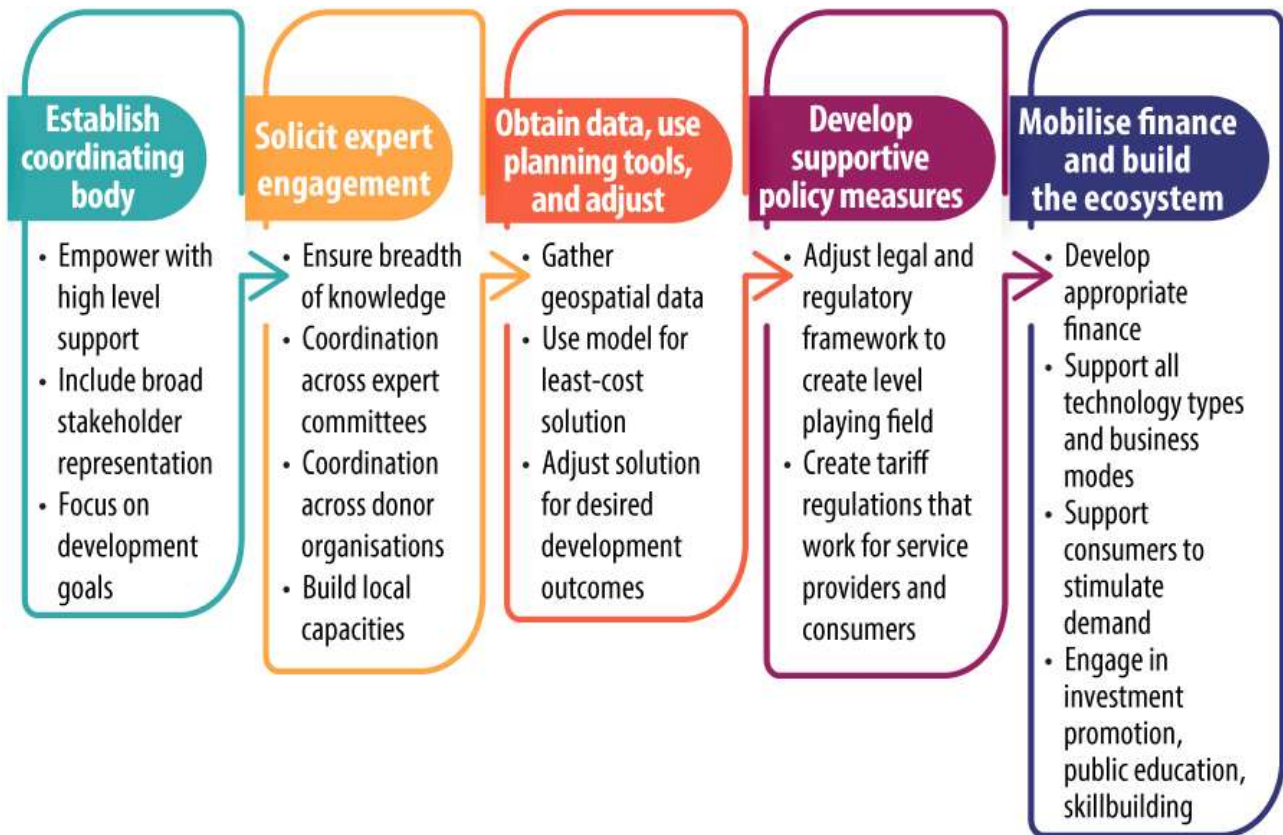 Establish
coordinating
body
• Empower with
high level
support
• Include broad
stakeholder
representation
• Focus on
development
goals
Solicit expert
engagement
• Ensure breadth
of knowledge
• Coordination
across expert
committees
• Coordination
across donor
organisations
• Build local
capacities
Obtain data, use
planning tools,
and adjust
• Gather
geospatial data
• Use model for
least-cost
solution
• Adjust solution
for desired
development
outcomes
Develop
supportive
policy measures
• Adjust legal and
regulatory
framework to
create level
playing field
• Create tariff
regulations that
work for service
providers and
consumers
Mobilise finance
and build
the ecosystem
• Develop
appropriate
finance
• Support all
technology types
and business
modes
• Support
consumers to
stimulate
demand
• Engage in
investment
promotion,
public education,
skillbuilding